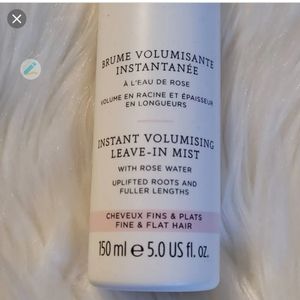 BRUME VOLUMISANTE
INSTANTANÉE
À L'EAU DE ROSE
VOLUME EN RACINE ET ÉPAISSEUR
EN LONGUEURS
INSTANT VOLUMISING
LEAVE-IN MIST
WITH ROSE WATER
UPLIFTED ROOTS AND
FULLER LENGTHS
CHEVEUX FINS & PLATS
FINE & FLAT HAIR
150 ml e 5.0 US fl. oz.